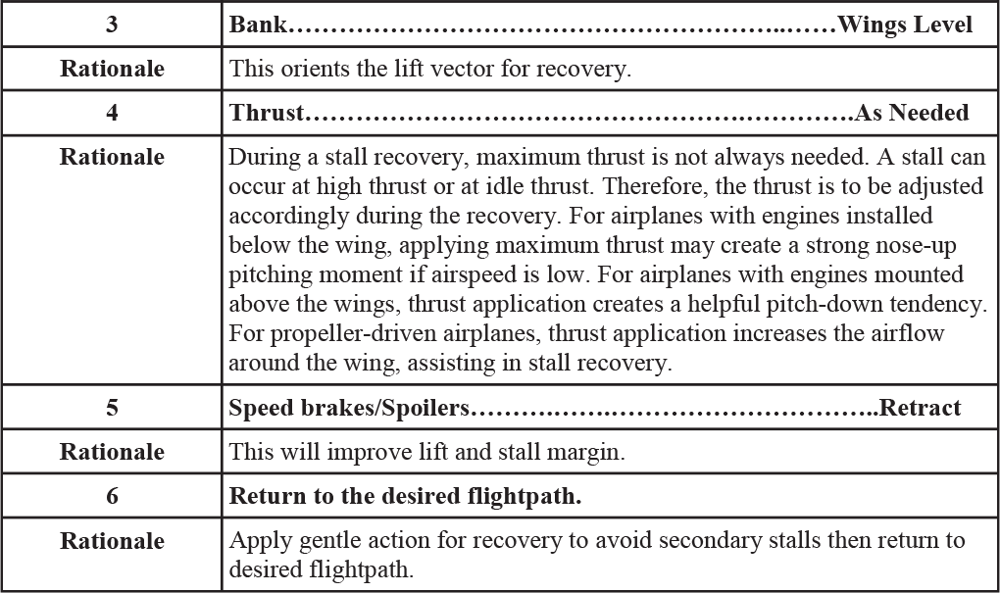 3 Bank…………………………………………………...……Wings Level
Rationale This orients the lift vector for recovery.
4 Thrust……………………………………….………….As Needed
Rationale During a stall recovery, maximum thrust is not always needed. A stall can
occur at high thrust or at idle thrust. Therefore, the thrust is to be adjusted
accordingly during the recovery. For airplanes with engines installed
below the wing, applying maximum thrust may create a strong nose-up
pitching moment if airspeed is low. For airplanes with engines mounted
above the wings, thrust application creates a helpful pitch-down tendency.
For propeller-driven airplanes, thrust application increases the airflow
around the wing, assisting in stall recovery.
5 Speed brakes/Spoilers……….…….…………………………..Retract
Rationale This will improve lift and stall margin.
6 Return to the desired flightpath.
Rationale Apply gentle action for recovery to avoid secondary stalls then return to
desired flightpath.